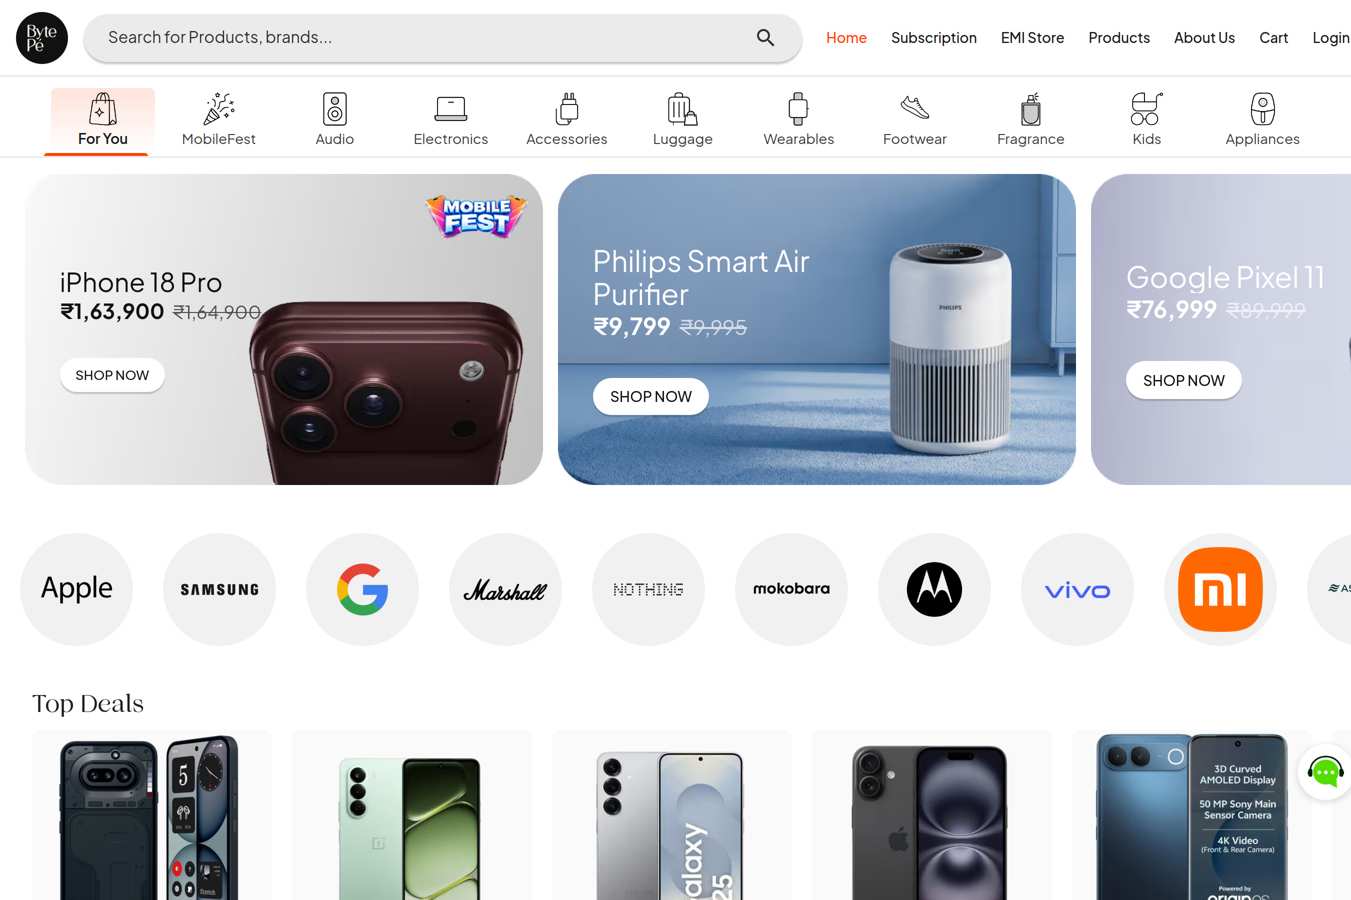 Byte
Pe
Search for Products, brands...
Home
Subscription
EMI Store
Products
About Us
Cart
Login
For You
MobileFest
Audio
Electronics
Accessories
Luggage
Wearables
Footwear
Fragrance
Kids
Appliances
MOBILE
FEST
iPhone 18 Pro
₹1,63,900 ₹1,64,900
SHOP NOW
Philips Smart Air
Purifier
₹9,799 ₹9,995
SHOP NOW
PHILIPS
Google Pixel 11
₹76,999 ₹89,999
SHOP NOW
Apple
SAMSUNG
G
Marshall
NOTHING
mokobara
vivo
mi
AS
Top Deals
5
alaxy
25
3D Curved
AMOLED Display
50 MP Sony Main
Sensor Camera
4K Video
(Front & Rear Camera)
Powered by